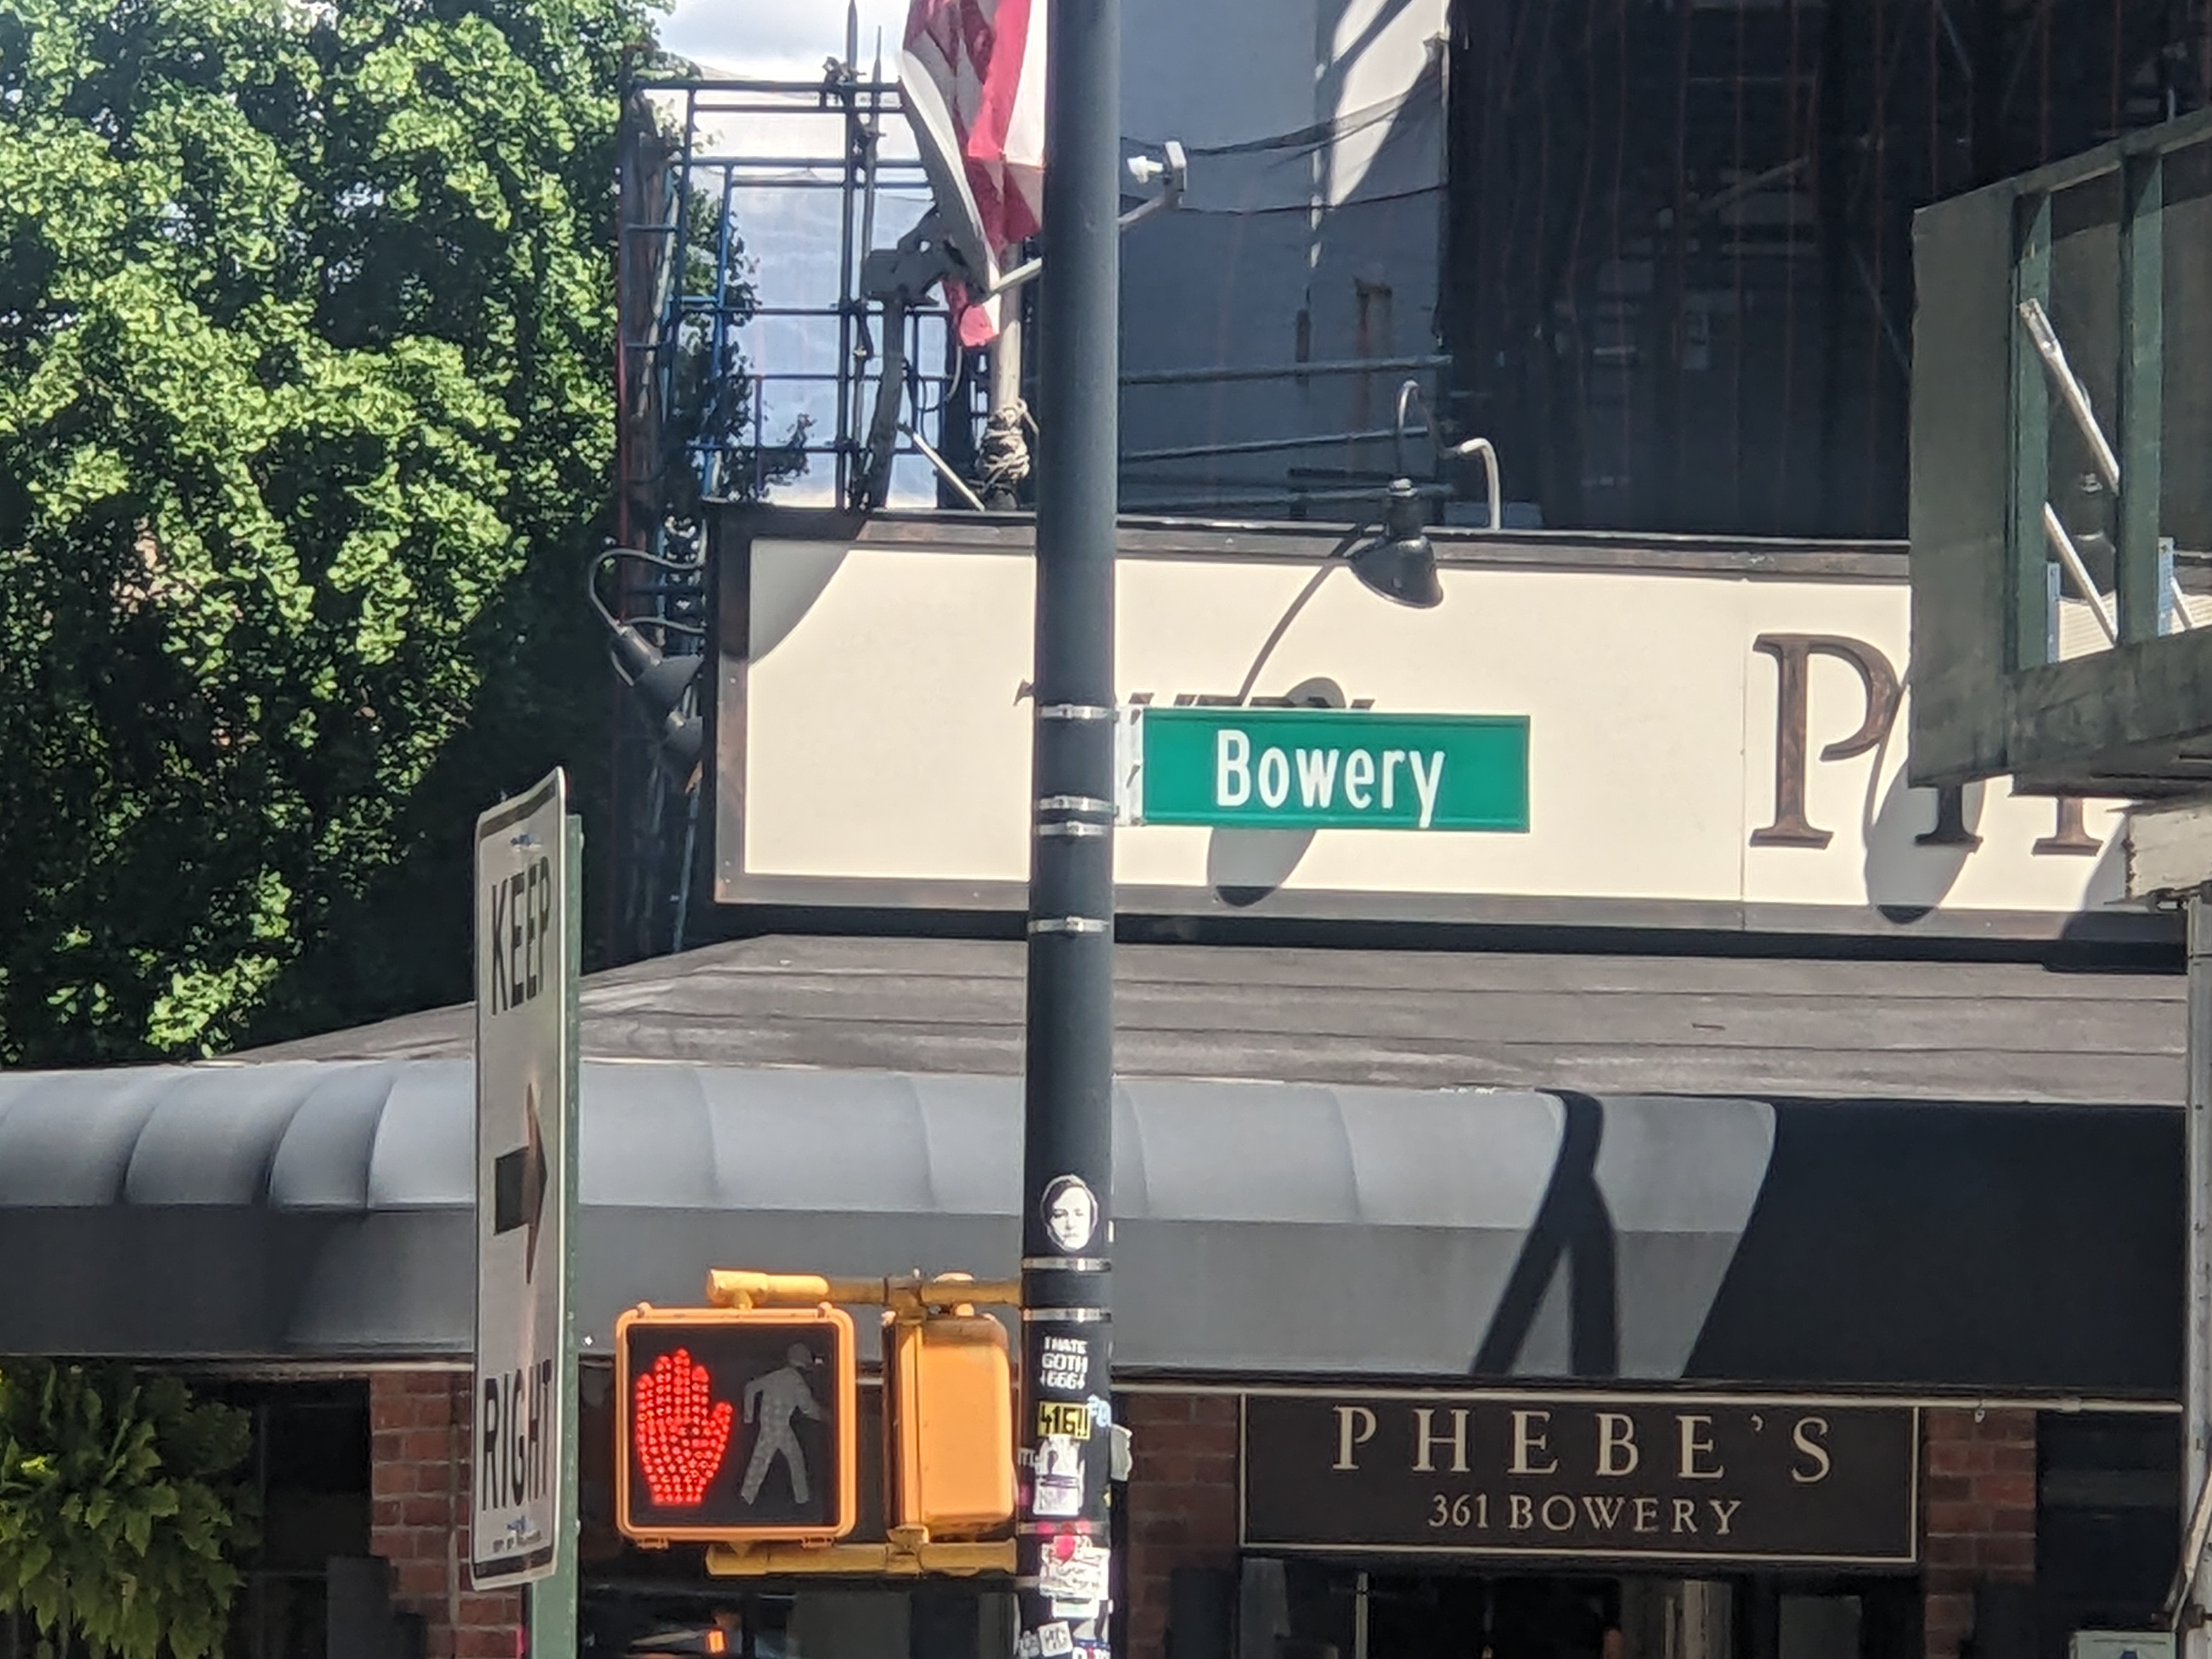 Bowery
P
KEEP
RIGHT
I HATE
GOTH
666
PHEBE'S
361 BOWERY